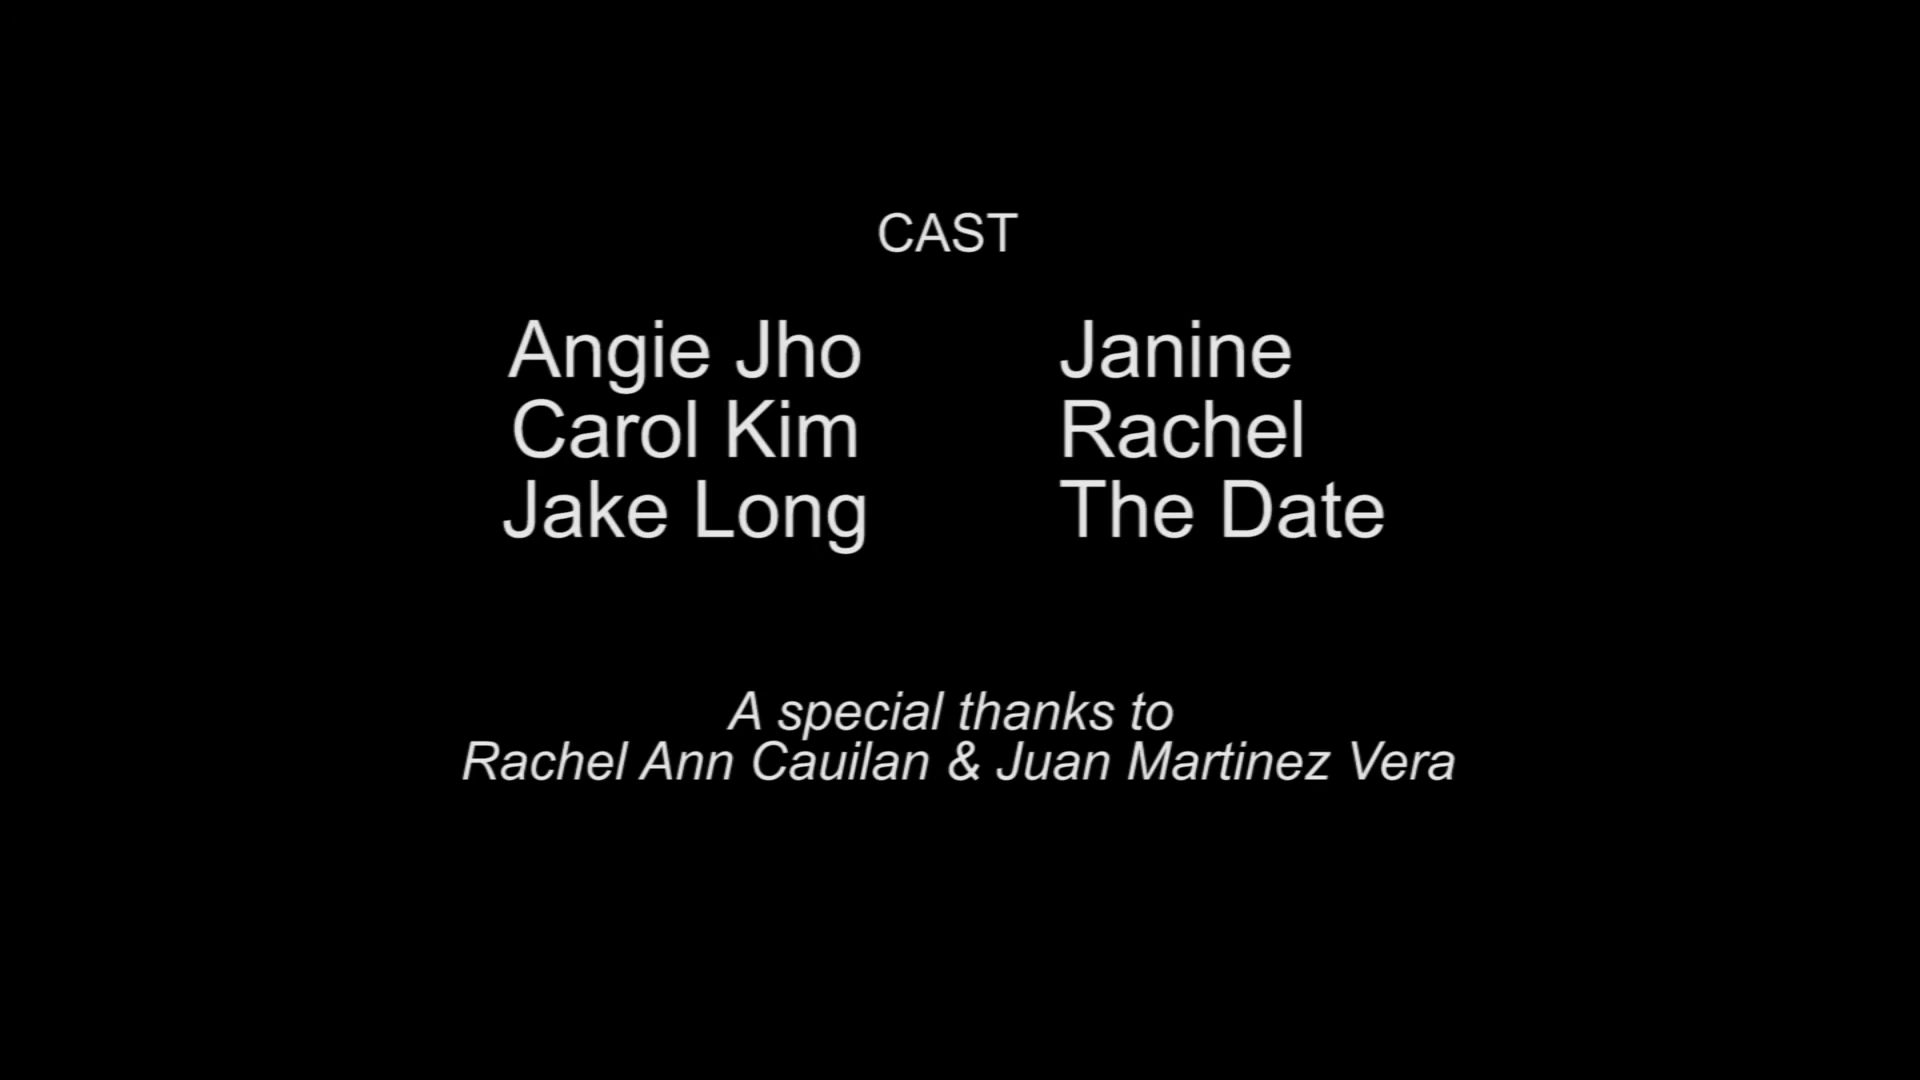 CAST
Angie Jho Janine
Carol Kim Rachel
Jake Long The Date
A special thanks to
Rachel Ann Cauilan & Juan Martinez Vera